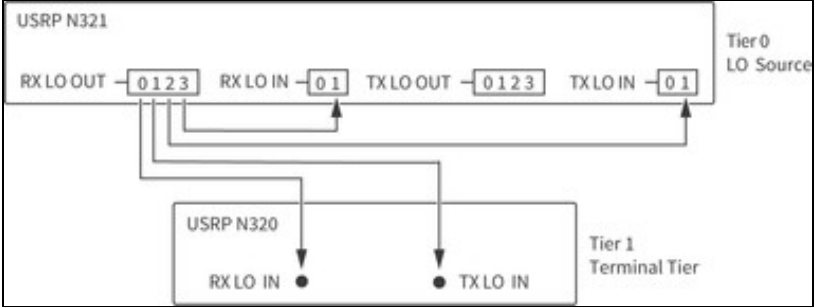 USRP N321
Tier 0
LO Source
RX LO OUT 0 1 2 3 RX LO IN 0 1 TX LO OUT 0 1 2 3 TX LO IN 0 1
USRP N320
Tier 1
Terminal Tier
RX LO IN TX LO IN